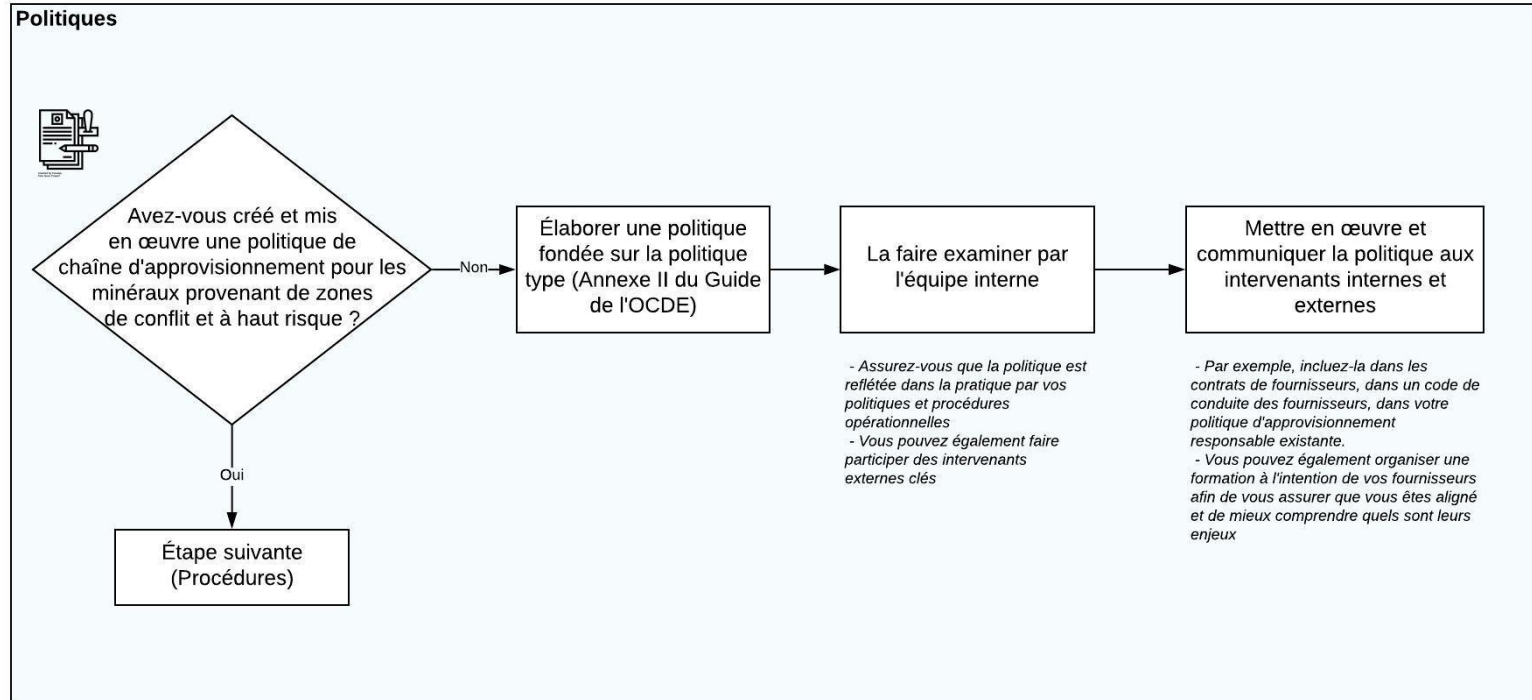 Politiques
Avez-vous créé et mis
en œuvre une politique de
chaîne d'approvisionnement pour les
minéraux provenant de zones
de conflit et à haut risque ?
Non
Élaborer une politique
fondée sur la politique
type (Annexe II du Guide
de l'OCDE)
La faire examiner par
l'équipe interne
- Assurez-vous que la politique est
reflétée dans la pratique par vos
politiques et procédures
opérationnelles
- Vous pouvez également faire
participer des intervenants
externes clés
Mettre en œuvre et
communiquer la politique aux
intervenants internes et
externes
- Par exemple, incluez-la dans les
contrats de fournisseurs, dans un code de
conduite des fournisseurs, dans votre
politique d'approvisionnement
responsable existante.
- Vous pouvez également organiser une
formation à l'intention de vos fournisseurs
afin de vous assurer que vous êtes aligné
et de mieux comprendre quels sont leurs
enjeux
Oui
Étape suivante
(Procédures)